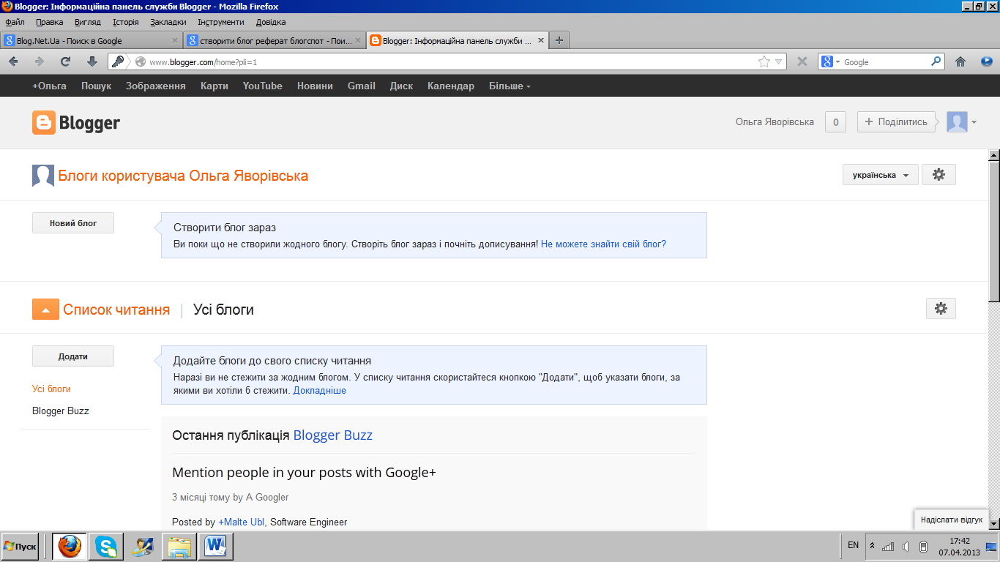 Blogger: Інформаційна панель служби Blogger - Mozilla Firefox
Файл Правка Вигляд Історія Закладки Інструменти Довідка
Blog.Net.Ua - Поиск в Google
створити блог реферат блогспот - Пои...
Blogger: Інформаційна панель служби ...
www.blogger.com/home?pli=1
Google
+Ольга Пошук Зображення Карти YouTube Новини Gmail Диск Календар Більше
Blogger
Ольга Яворівська 0 + Поділитись
Блоги користувача Ольга Яворівська
українська
Новий блог
Створити блог зараз
Ви поки що не створили жодного блогу. Створіть блог зараз і почніть дописування! Не можете знайти свій блог?
Список читання | Усі блоги
Додати
Додайте блоги до свого списку читання
Наразі ви не стежите за жодним блогом. У списку читання скористайтеся кнопкою "Додати", щоб указати блоги, за
якими ви хотіли б стежити. Докладніше
Усі блоги
Blogger Buzz
Остання публікація Blogger Buzz
Mention people in your posts with Google+
3 місяці тому by A Googler
Posted by +Malte Ubl, Software Engineer
Надіслати відгук
Пуск
EN
17:42
07.04.2013